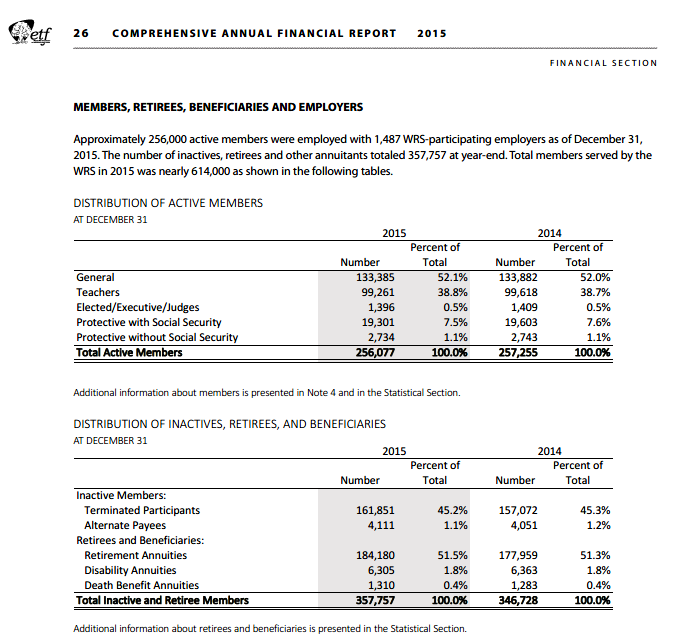 etf
26 COMPREHENSIVE ANNUAL FINANCIAL REPORT 2015
FINANCIAL SECTION
MEMBERS, RETIREES, BENEFICIARIES AND EMPLOYERS
Approximately 256,000 active members were employed with 1,487 WRS-participating employers as of December 31,
2015. The number of inactives, retirees and other annuitants totaled 357,757 at year-end. Total members served by the
WRS in 2015 was nearly 614,000 as shown in the following tables.
DISTRIBUTION OF ACTIVE MEMBERS
AT DECEMBER 31
2015 2014
Percent of Percent of
Number Total Number Total
General 133,385 52.1% 133,882 52.0%
Teachers 99,261 38.8% 99,618 38.7%
Elected/Executive/Judges 1,396 0.5% 1,409 0.5%
Protective with Social Security 19,301 7.5% 19,603 7.6%
Protective without Social Security 2,734 1.1% 2,743 1.1%
Total Active Members 256,077 100.0% 257,255 100.0%
Additional information about members is presented in Note 4 and in the Statistical Section.
DISTRIBUTION OF INACTIVES, RETIREES, AND BENEFICIARIES
AT DECEMBER 31
2015 2014
Percent of Percent of
Number Total Number Total
Inactive Members:
Terminated Participants 161,851 45.2% 157,072 45.3%
Alternate Payees 4,111 1.1% 4,051 1.2%
Retirees and Beneficiaries:
Retirement Annuities 184,180 51.5% 177,959 51.3%
Disability Annuities 6,305 1.8% 6,363 1.8%
Death Benefit Annuities 1,310 0.4% 1,283 0.4%
Total Inactive and Retiree Members 357,757 100.0% 346,728 100.0%
Additional information about retirees and beneficiaries is presented in the Statistical Section.